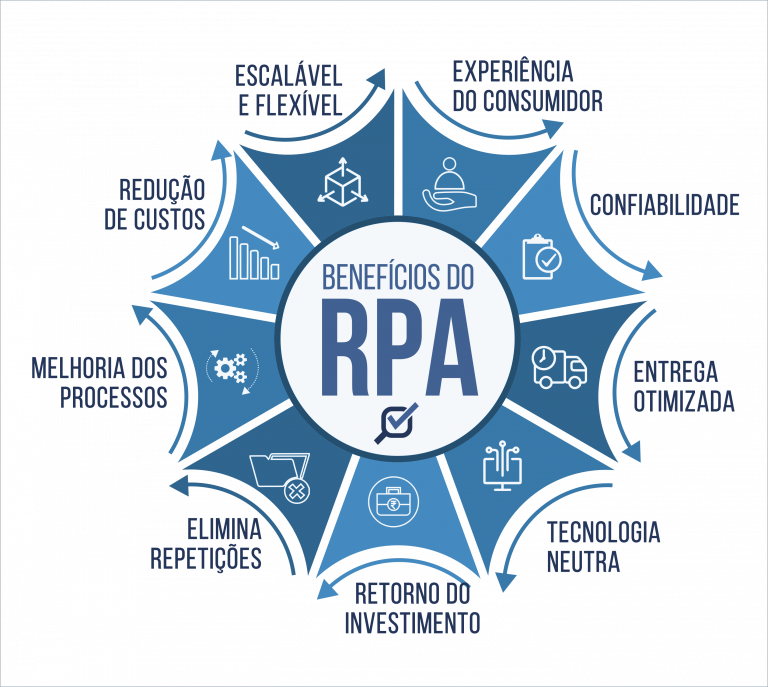 BENEFÍCIOS DO
RPA
EXPERIÊNCIA
DO CONSUMIDOR
CONFIABILIDADE
ENTREGA
OTIMIZADA
TECNOLOGIA
NEUTRA
RETORNO DO
INVESTIMENTO
ELIMINA
REPETIÇÕES
MELHORIA DOS
PROCESSOS
REDUÇÃO
DE CUSTOS
ESCALÁVEL
E FLEXÍVEL
₹